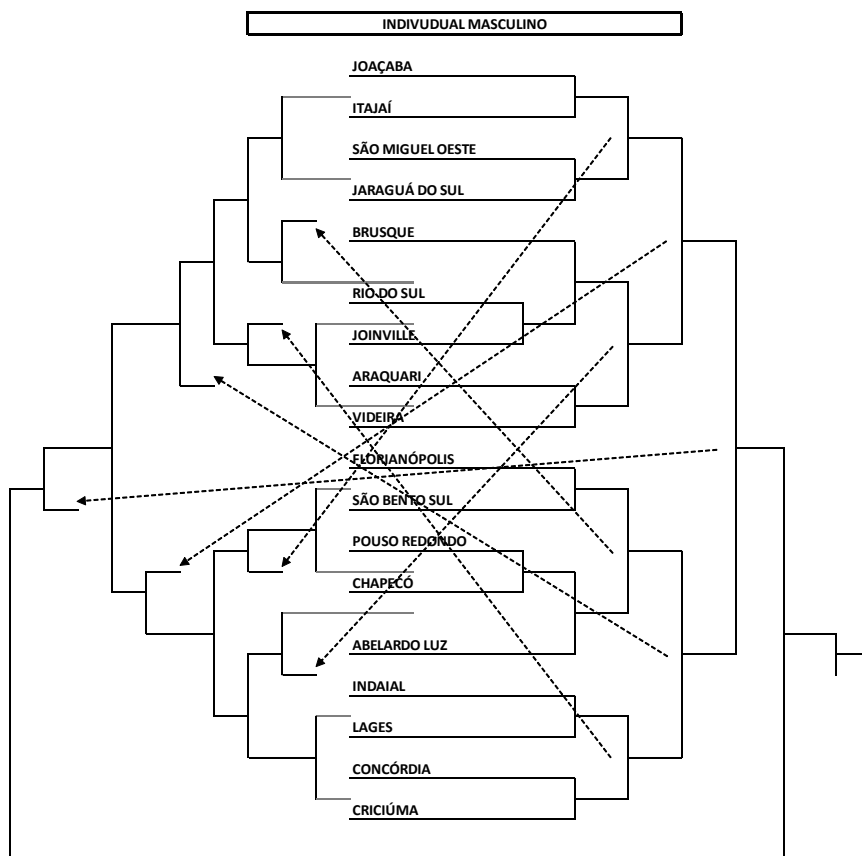 INDIVUDUAL MASCULINO
JOAÇABA
ITAJAÍ
SÃO MIGUEL OESTE
JARAGUÁ DO SUL
BRUSQUE
RIO DO SUL
JOINVILLE
ARAQUARI
VIDEIRA
FLORIANÓPOLIS
SÃO BENTO SUL
POUSO REDONDO
CHAPECÓ
ABELARDO LUZ
INDAIAL
LAGES
CONCÓRDIA
CRICIÚMA